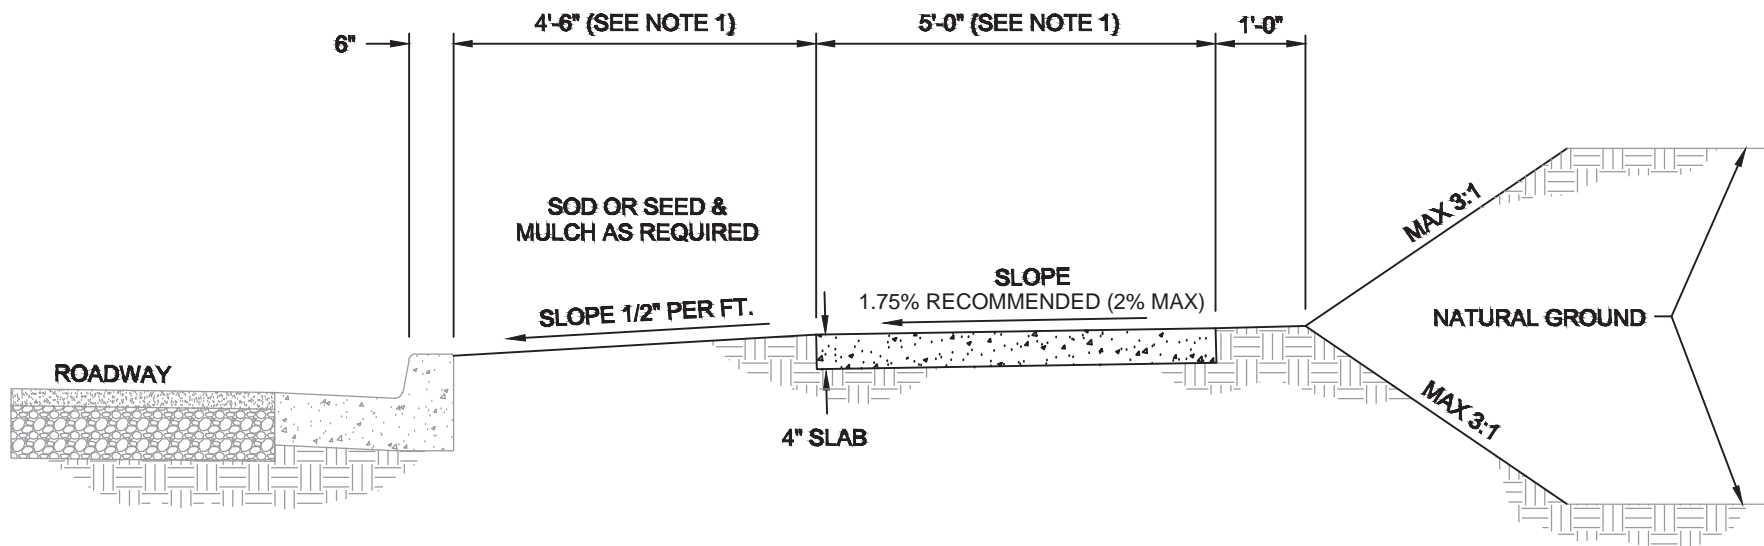 6"
4'-6" (SEE NOTE 1)
5'-0" (SEE NOTE 1)
1'-0"
SOD OR SEED &
MULCH AS REQUIRED
SLOPE 1/2" PER FT.
SLOPE
1.75% RECOMMENDED (2% MAX)
MAX 3:1
NATURAL GROUND
ROADWAY
MAX 3:1
4" SLAB